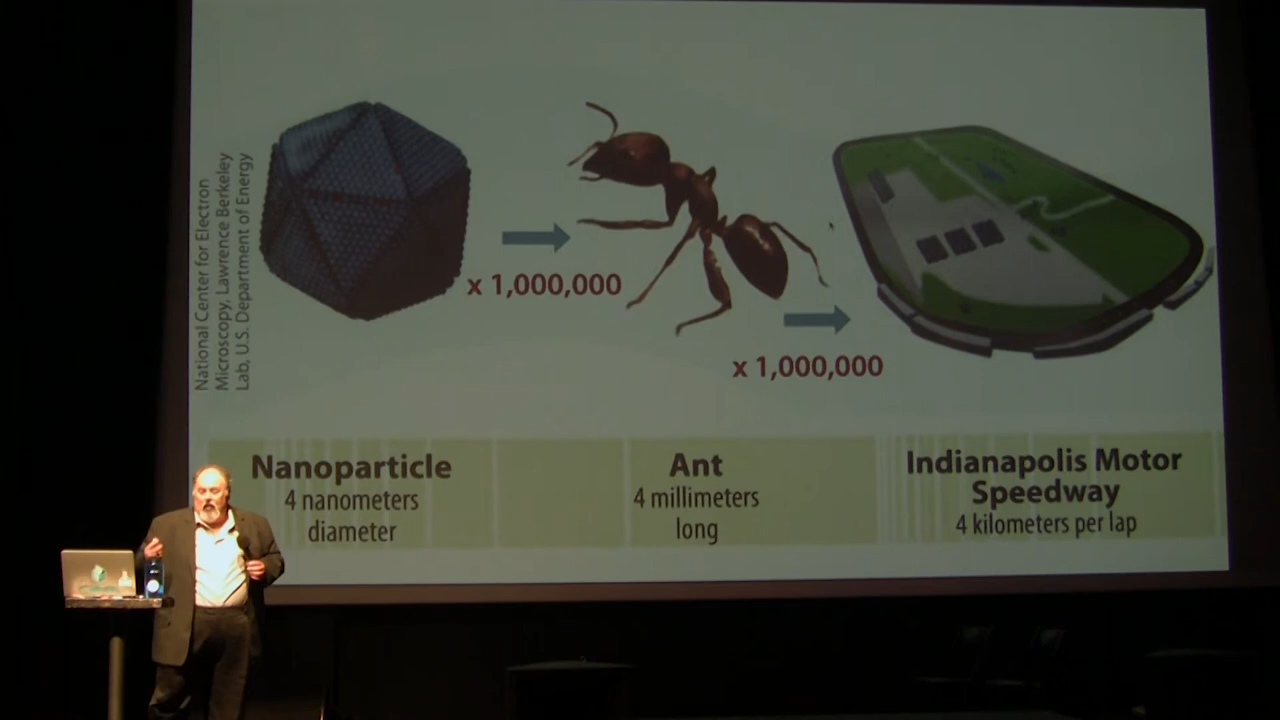 National Center for Electron
Microscopy, Lawrence Berkeley
Lab, U.S. Department of Energy
x 1,000,000
x 1,000,000
Nanoparticle
4 nanometers
diameter
Ant
4 millimeters
long
Indianapolis Motor
Speedway
4 kilometers per lap